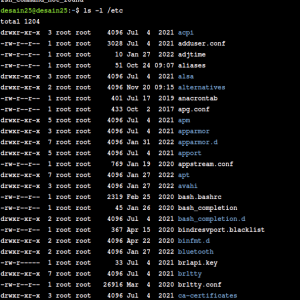 zsh_command_not_found
desain25@desain25:~$ ls -l /etc
total 1204
drwxr-xr-x 3 root root 4096 Jul 4 2021 acpi
-rw-r--r-- 1 root root 3028 Jul 4 2021 adduser.conf
-rw-r--r-- 1 root root 10 Jan 27 2022 adjtime
-rw-r--r-- 1 root root 51 Oct 24 09:07 aliases
drwxr-xr-x 3 root root 4096 Jul 4 2021 alsa
drwxr-xr-x 2 root root 4096 Nov 20 09:15 alternatives
-rw-r--r-- 1 root root 401 Jul 17 2019 anacrontab
-rw-r--r-- 1 root root 433 Oct 2 2017 apg.conf
drwxr-xr-x 5 root root 4096 Jul 4 2021 apm
drwxr-xr-x 3 root root 4096 Jul 4 2021 apparmor
drwxr-xr-x 7 root root 4096 Jan 31 2022 apparmor.d
drwxr-xr-x 5 root root 4096 Jul 4 2021 apport
-rw-r--r-- 1 root root 769 Jan 19 2020 appstream.conf
drwxr-xr-x 7 root root 4096 Jan 27 2022 apt
drwxr-xr-x 3 root root 4096 Jan 27 2022 avahi
-rw-r--r-- 1 root root 2319 Feb 25 2020 bash.bashrc
-rw-r--r-- 1 root root 45 Jan 26 2020 bash_completion
drwxr-xr-x 2 root root 4096 Jul 4 2021 bash_completion.d
-rw-r--r-- 1 root root 367 Apr 15 2020 bindresvport.blacklist
drwxr-xr-x 2 root root 4096 Apr 22 2020 binfmt.d
drwxr-xr-x 2 root root 4096 Jan 27 2022 bluetooth
-rw-r----- 1 root root 33 Jul 4 2021 brlapi.key
drwxr-xr-x 7 root root 4096 Jul 4 2021 brltty
-rw-r--r-- 1 root root 26916 Mar 4 2020 brltty.conf
drwxr-xr-x 3 root root 4096 Jul 4 2021 ca-certificates